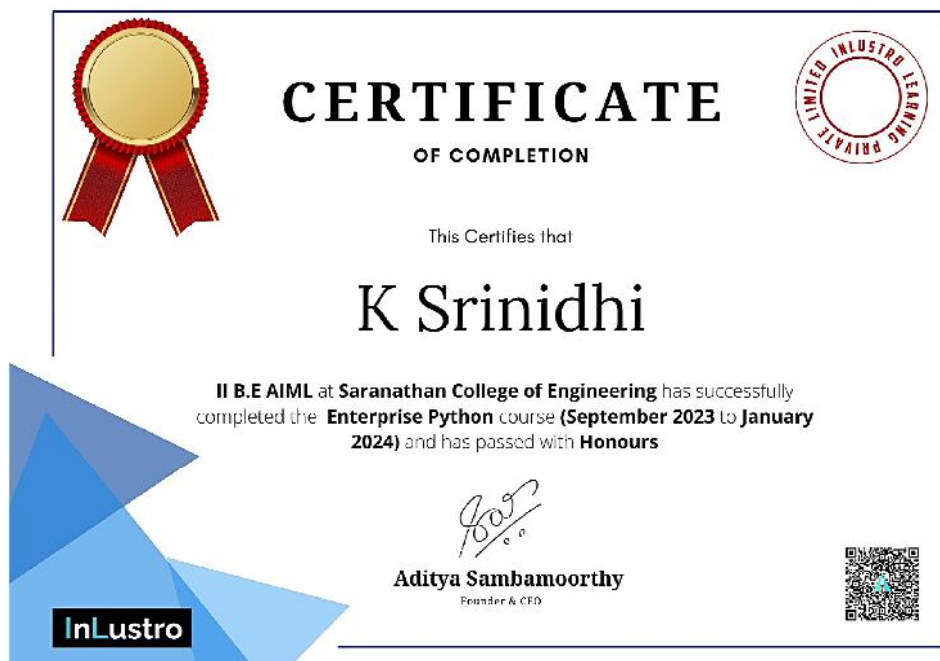 CERTIFICATE
INLUSTRO LEARNING PRIVATE LIMITED
OF COMPLETION
This Certifies that
K Srinidhi
II B.E AIML at Saranathan College of Engineering has successfully
completed the Enterprise Python course (September 2023 to January
2024) and has passed with Honours
Aditya Sambamoorthy
Founder & CEO
InLustro